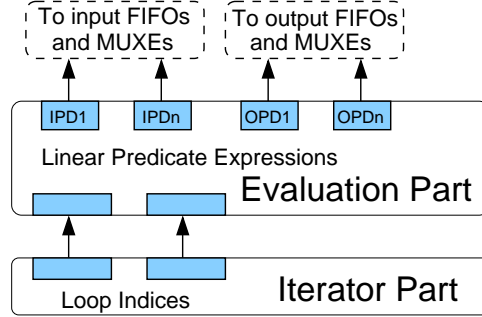 To input FIFOs
and MUXEs
To output FIFOs
and MUXEs
IPD1
IPDn
OPD1
OPDn
Linear Predicate Expressions
Evaluation Part
Iterator Part
Loop Indices